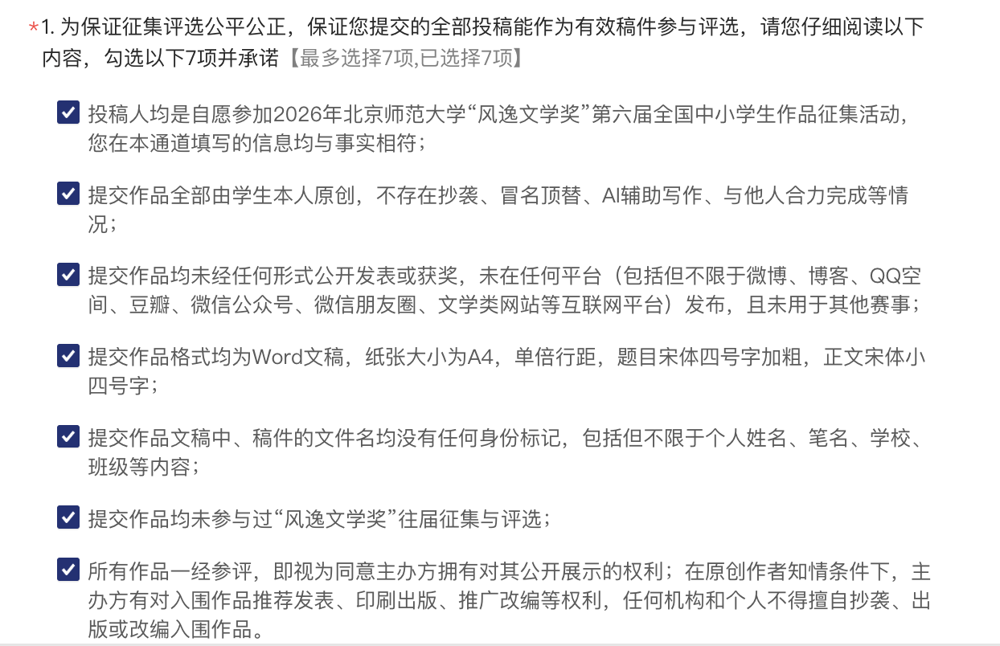 *1. 为保证征集评选公平公正，保证您提交的全部投稿能作为有效稿件参与评选，请您仔细阅读以下
内容，勾选以下7项并承诺【最多选择7项,已选择7项】
投稿人均是自愿参加2026年北京师范大学“风逸文学奖”第六届全国中小学生作品征集活动，
您在本通道填写的信息均与事实相符；
提交作品全部由学生本人原创，不存在抄袭、冒名顶替、AI辅助写作、与他人合力完成等情
况；
提交作品均未经任何形式公开发表或获奖，未在任何平台（包括但不限于微博、博客、QQ空
间、豆瓣、微信公众号、微信朋友圈、文学类网站等互联网平台）发布，且未用于其他赛事；
提交作品格式均为Word文稿，纸张大小为A4，单倍行距，题目宋体四号字加粗，正文宋体小
四号字；
提交作品文稿中、稿件的文件名均没有任何身份标记，包括但不限于个人姓名、笔名、学校、
班级等内容；
提交作品均未参与过“风逸文学奖”往届征集与评选；
所有作品一经参评，即视为同意主办方拥有对其公开展示的权利；在原创作者知情条件下，主
办方有对入围作品推荐发表、印刷出版、推广改编等权利，任何机构和个人不得擅自抄袭、出
版或改编入围作品。